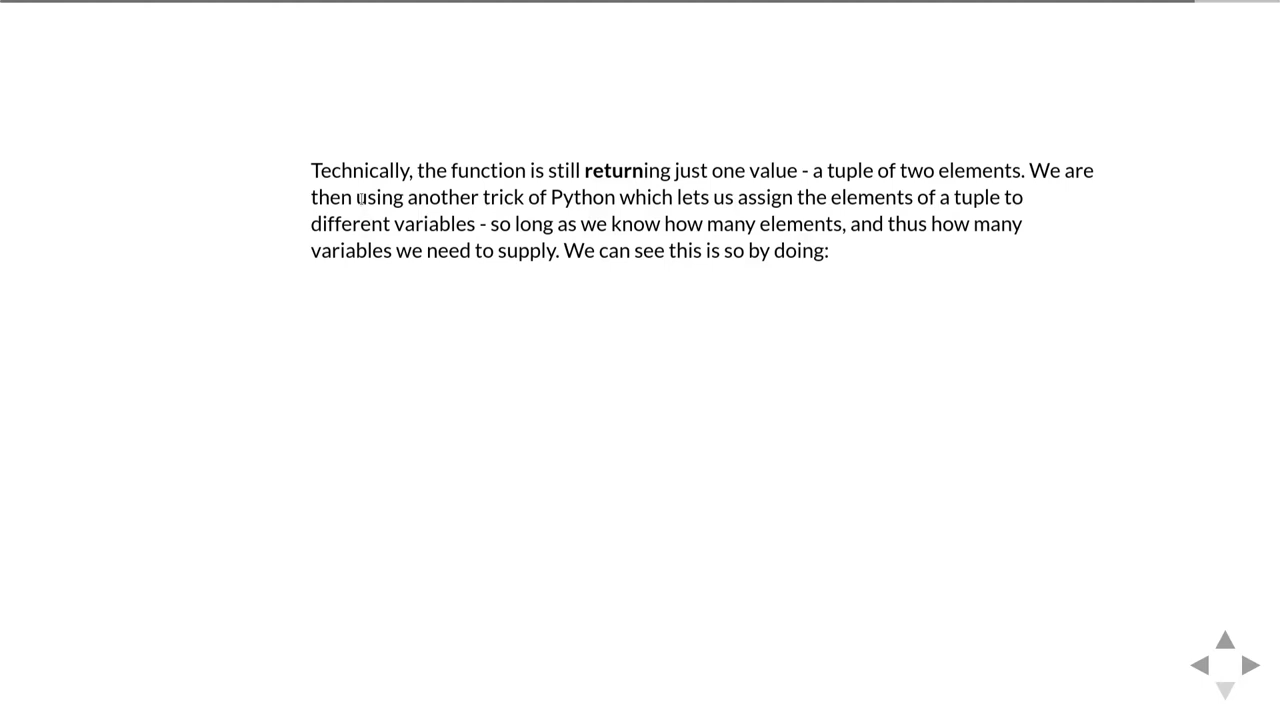 Technically, the function is still returning just one value - a tuple of two elements. We are
then using another trick of Python which lets us assign the elements of a tuple to
different variables - so long as we know how many elements, and thus how many
variables we need to supply. We can see this is so by doing: